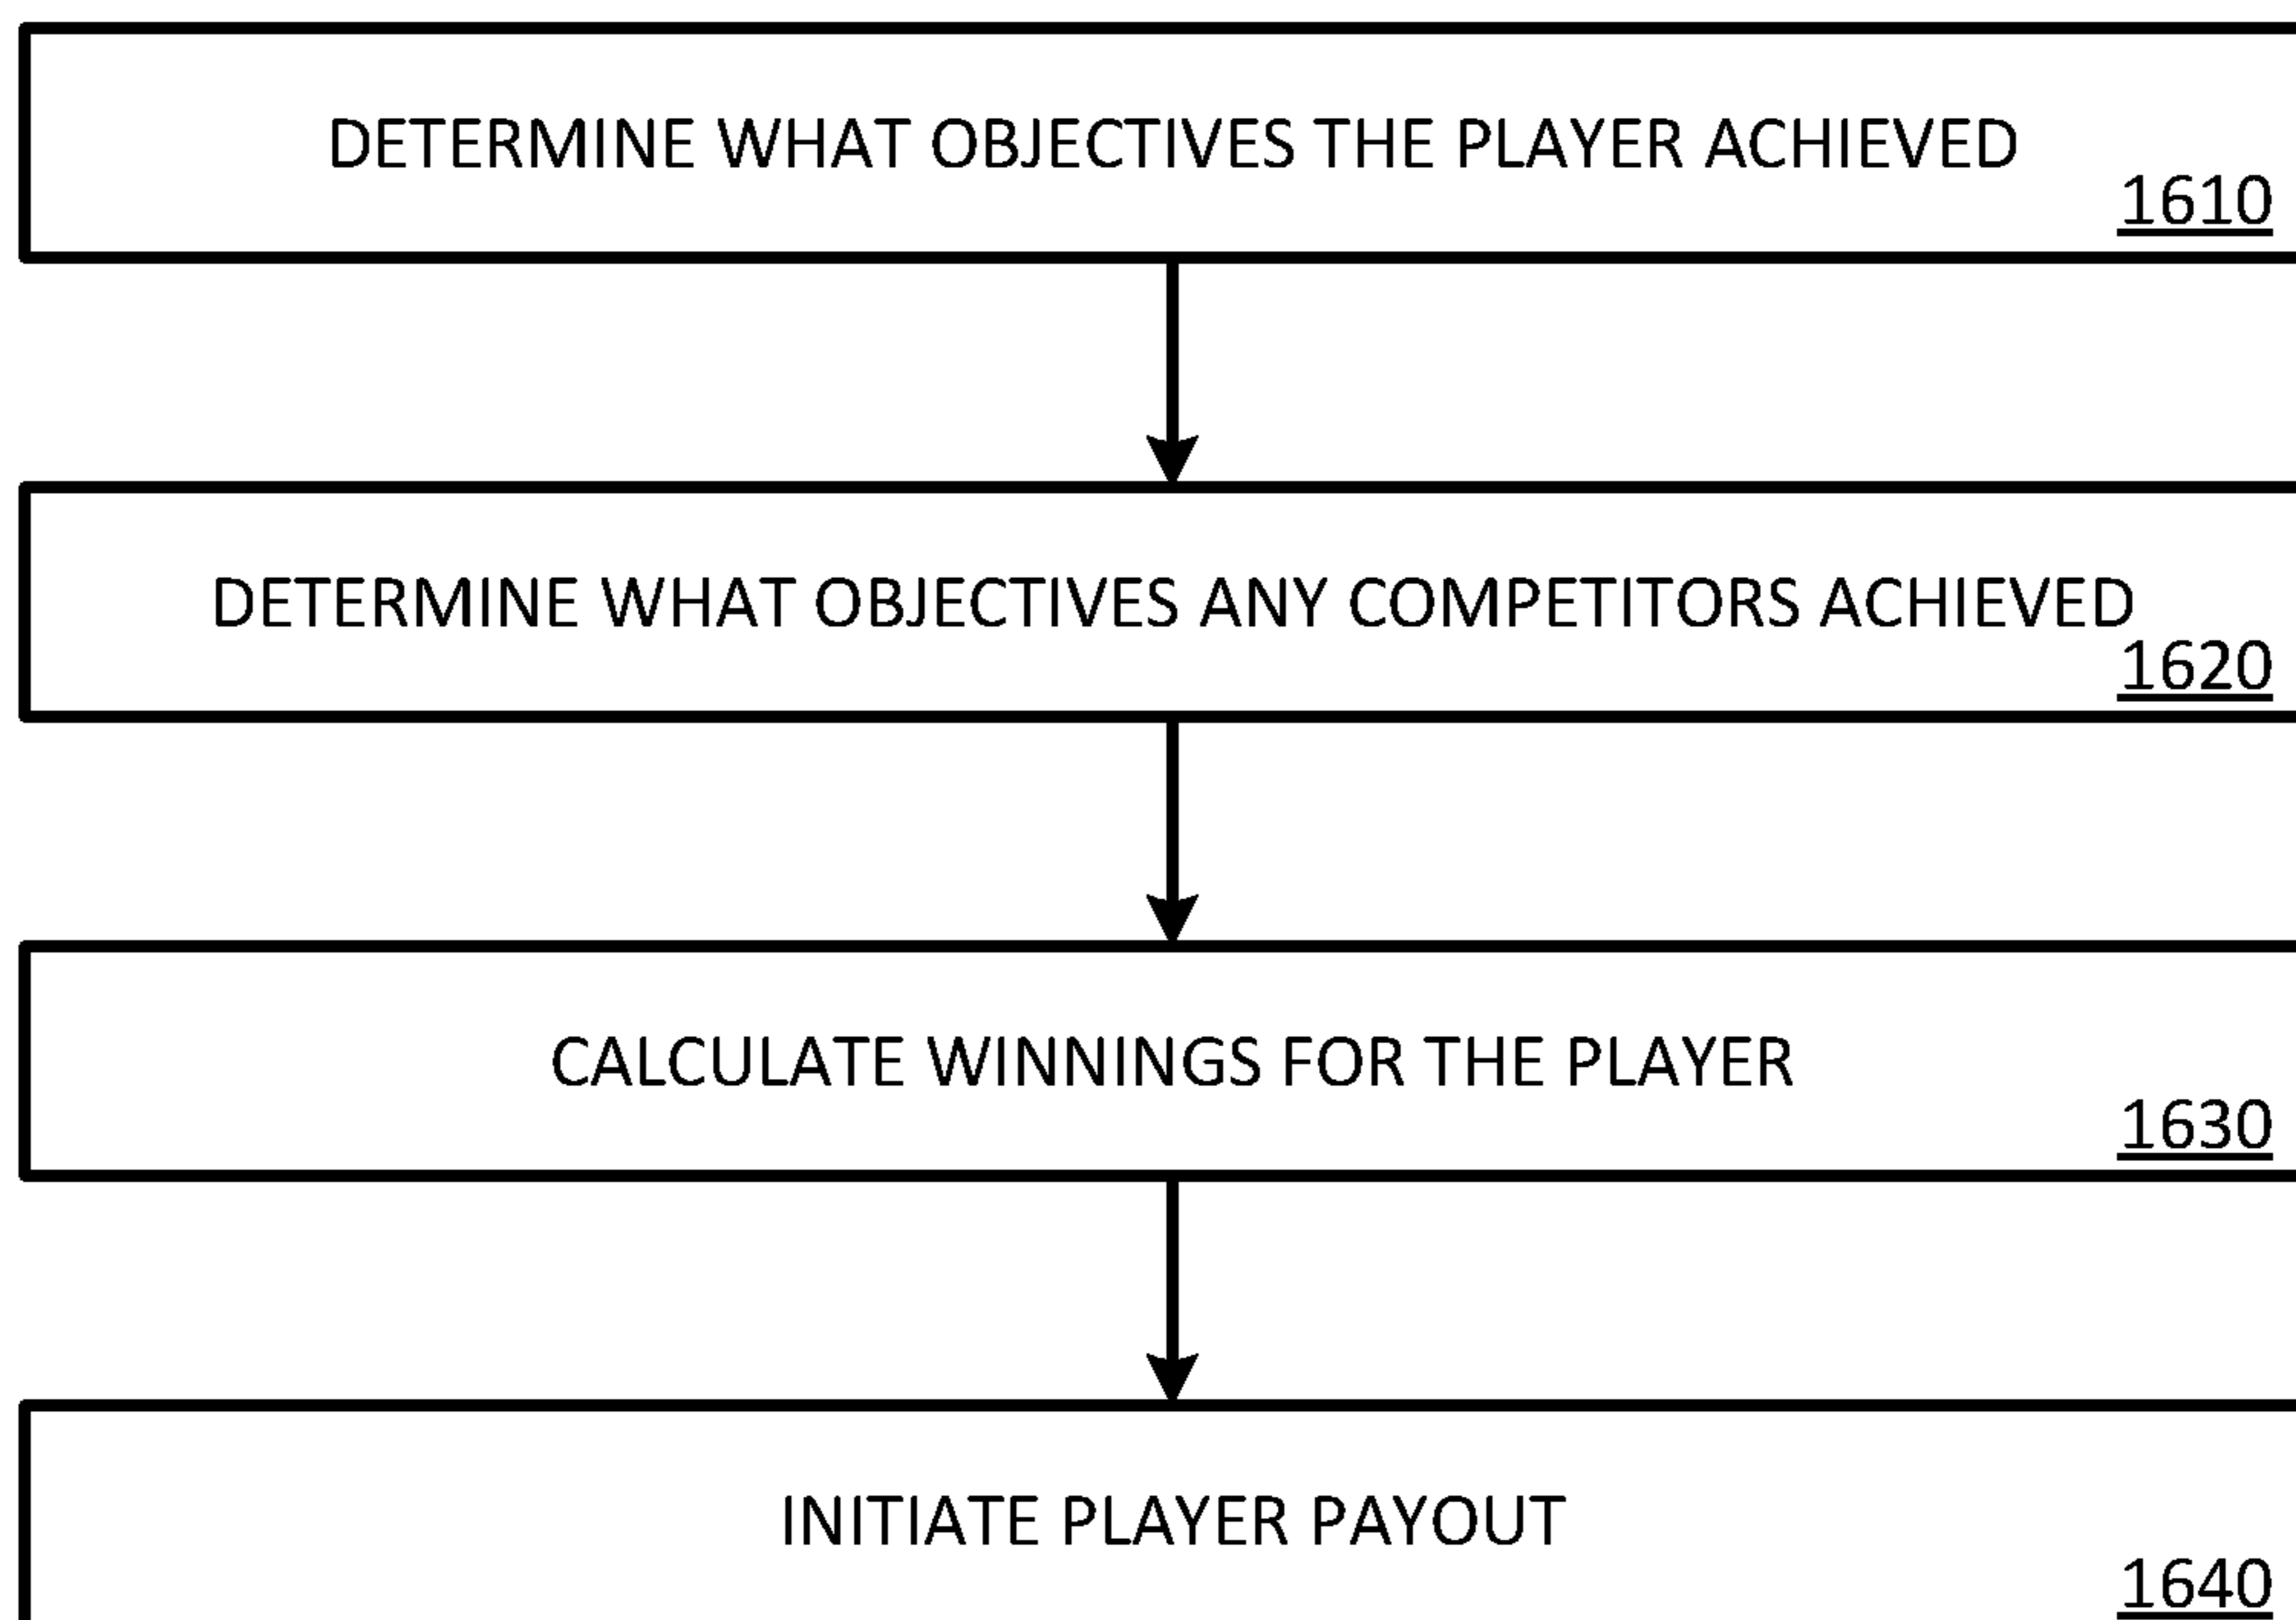 DETERMINE WHAT OBJECTIVES THE PLAYER ACHIEVED
1610
DETERMINE WHAT OBJECTIVES ANY COMPETITORS ACHIEVED
1620
CALCULATE WINNINGS FOR THE PLAYER
1630
INITIATE PLAYER PAYOUT
1640